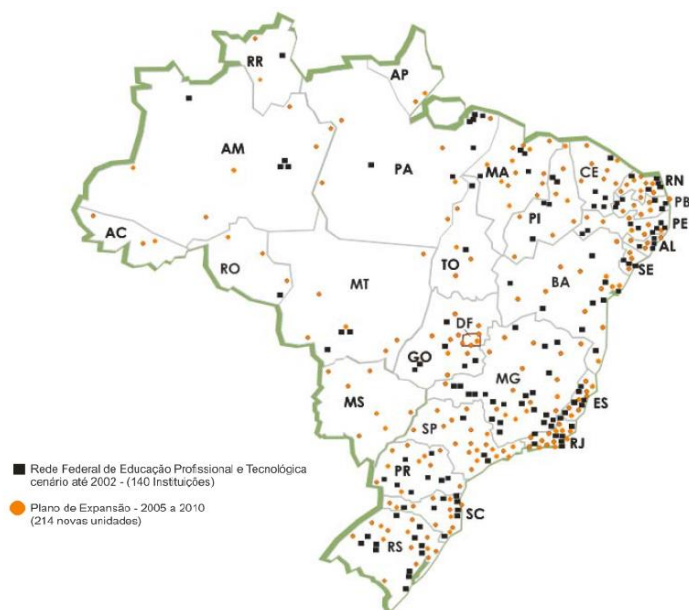 RR
AP
AM
PA
MA
CE
RN
PB
PE
AL
SE
PI
AC
RO
TO
BA
MT
DF
GO
MG
ES
MS
SP
RJ
PR
SC
RS
Rede Federal de Educação Profissional e Tecnológica
cenário até 2002 - (140 Instituições)
Plano de Expansão - 2005 a 2010
(214 novas unidades)